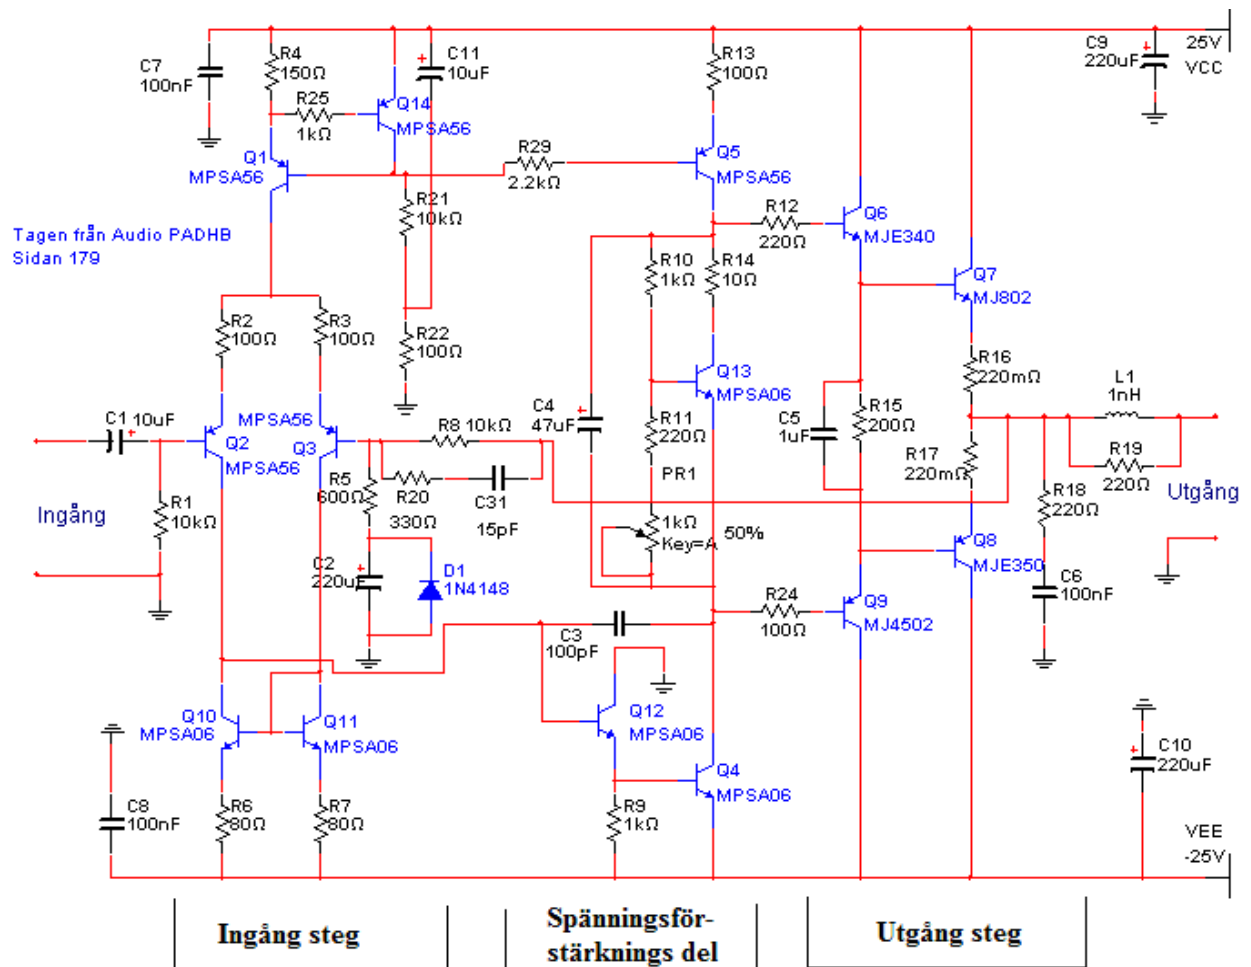 C7
100nF
R4
150Ω
R25
1kΩ
Q14
MPSA56
C11
10uF
R13
100Ω
C9
220uF
25V
VCC
Q1
MPSA56
R29
2.2kΩ
Q5
MPSA56
R21
10kΩ
R12
220Ω
Q6
MJE340
Tagen från Audio PADHB
Sidan 179
R10
1kΩ
R14
10Ω
Q7
MJ802
R2
100Ω
R3
100Ω
R22
100Ω
Q13
MPSA06
R16
220mΩ
L1
1nH
C1 10uF
MPSA56
Q2
Q3
MPSA56
R8 10kΩ
C4
47uF
R11
220Ω
C5
1uF
R15
200Ω
R17
220mΩ
R19
220Ω
Ingång
R1
10kΩ
R5
600Ω
R20
330Ω
C31
15pF
PR1
1kΩ
Key=A
50%
R18
220Ω
Utgång
C2
220uF
D1
1N4148
Q8
MJE350
C6
100nF
C3
100pF
R24
100Ω
Q9
MJ4502
Q10
MPSA06
Q11
MPSA06
Q12
MPSA06
Q4
MPSA06
C10
220uF
C8
100nF
R6
80Ω
R7
80Ω
R9
1kΩ
VEE
-25V
Ingång steg
Spänningsför-
stärknings del
Utgång steg